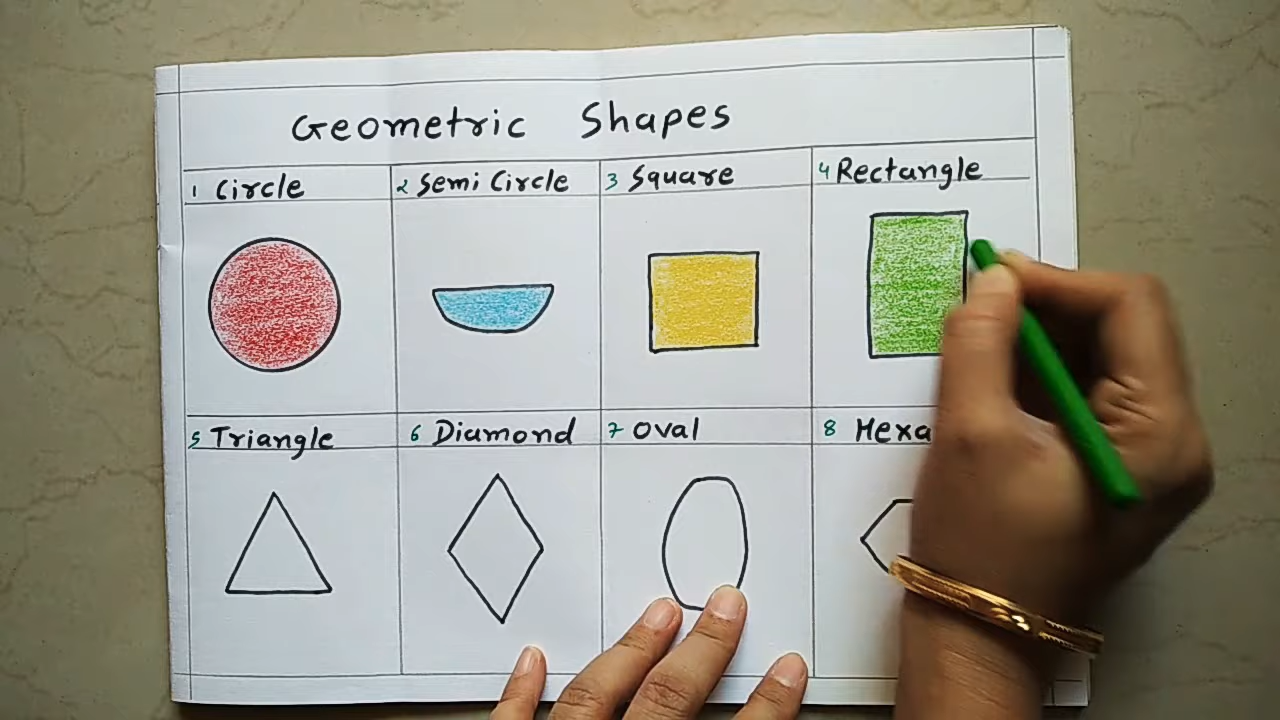 Geometric Shapes
1 Circle
2 Semi Circle
3 Square
4 Rectangle
5 Triangle
6 Diamond
7 Oval
8 Hexa